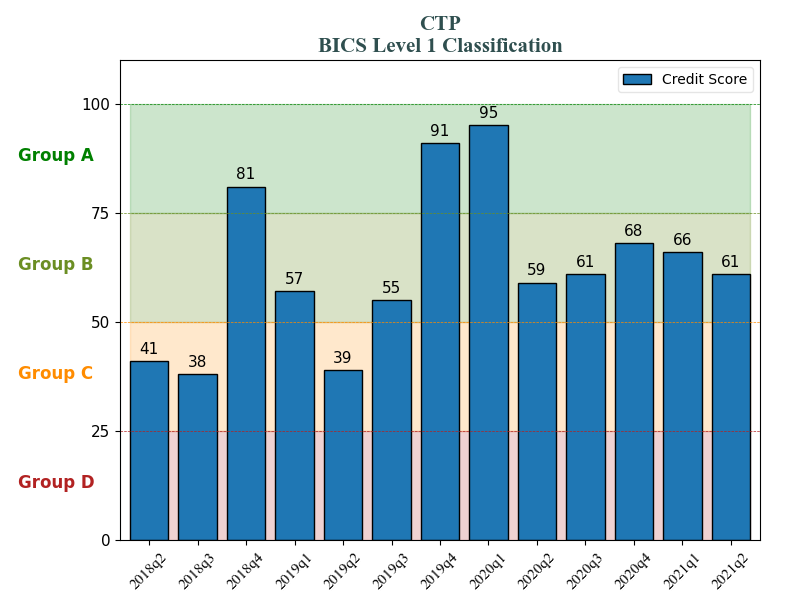 CTP
BICS Level 1 Classification
Credit Score
100
75
50
25
0
Group A
Group B
Group C
Group D
41
38
81
57
39
55
91
95
59
61
68
66
61
2018q2
2018q3
2018q4
2019q1
2019q2
2019q3
2019q4
2020q1
2020q2
2020q3
2020q4
2021q1
2021q2